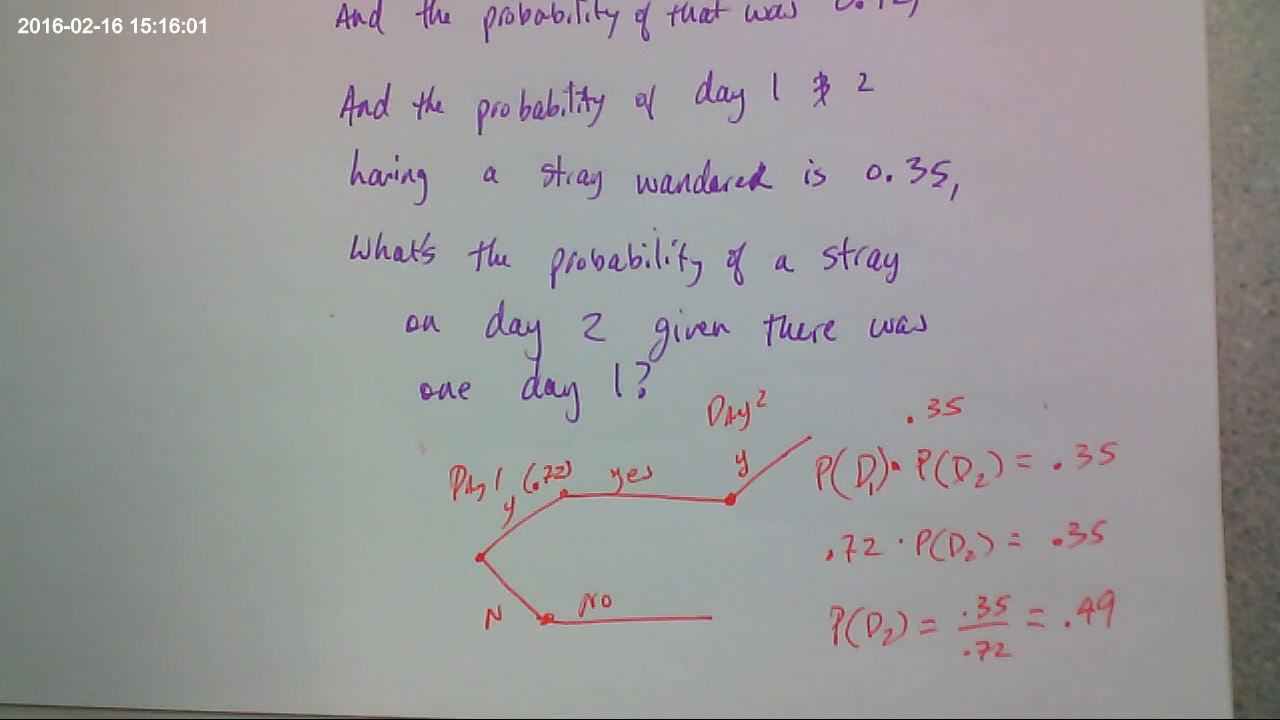 2016-02-16 15:16:01
And the probability of that was
And the probability of day 1 & 2
having a stray wandered is 0.35,
What's the probability of a stray
on day 2 given there was
one day 1?
DAy 2
.35
DAy 1 (.72) yes
y
y
P(D₁)• P(D₂) = .35
.72 · P(D₂) = .35
N NO
P(D₂) = .35/.72 = .49